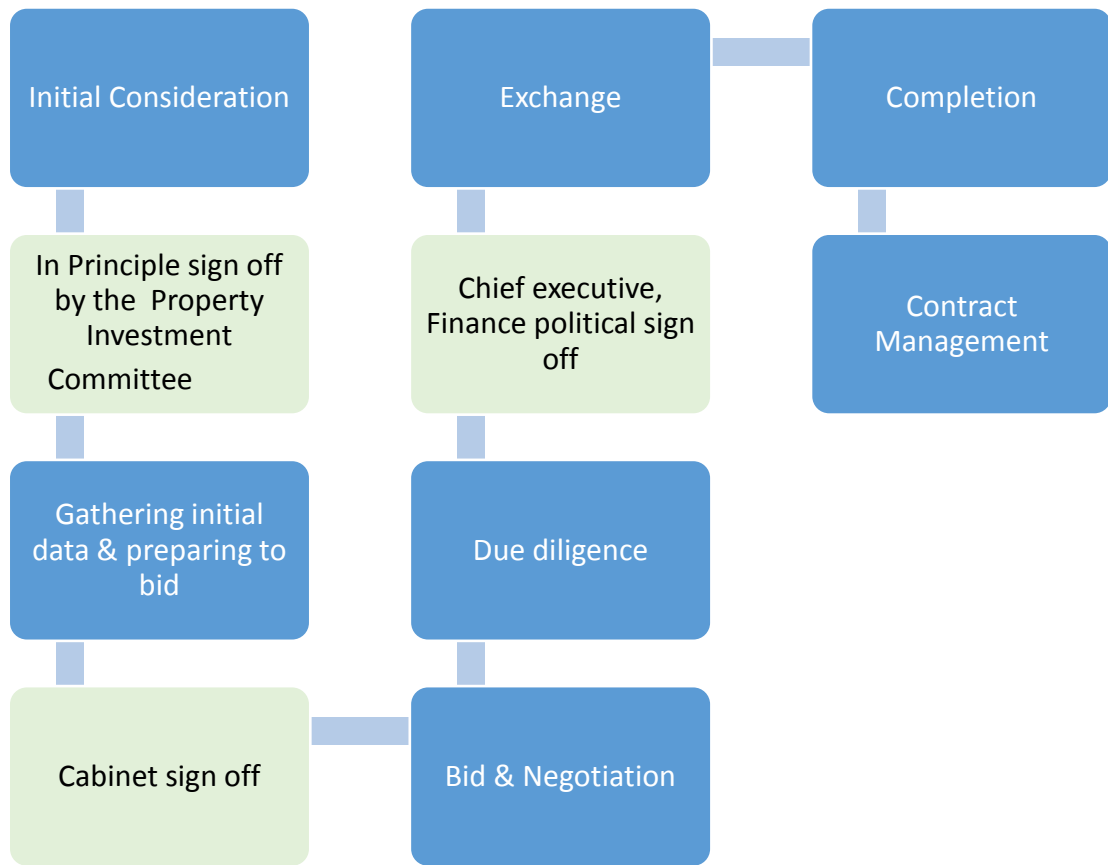 Initial Consideration
In Principle sign off
by the Property
Investment
Committee
Gathering initial
data & preparing to
bid
Cabinet sign off
Bid & Negotiation
Due diligence
Chief executive,
Finance political sign
off
Exchange
Completion
Contract
Management